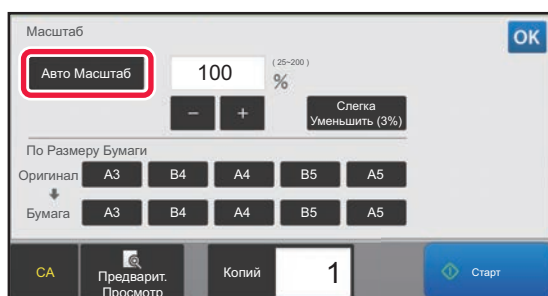 Масштаб
OK
Авто Масштаб
100
(25~200)
%
−
+
Слегка
Уменьшить (3%)
По Размеру Бумаги
Оригинал A3 B4 A4 B5 A5
Бумага A3 B4 A4 B5 A5
CA
Предварит.
Просмотр
Копий
1
Старт